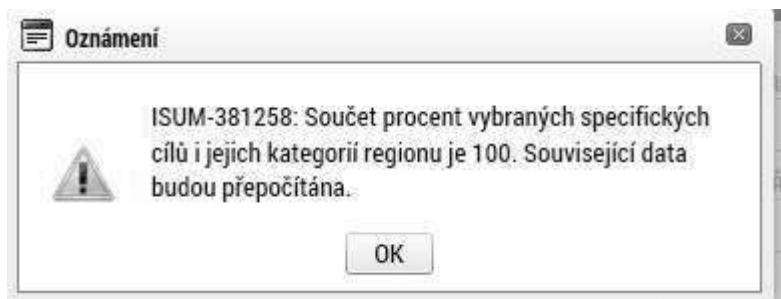 Oznámení
ISUM-381258: Součet procent vybraných specifických
cílů i jejich kategorií regionu je 100. Související data
budou přepočítána.
OK